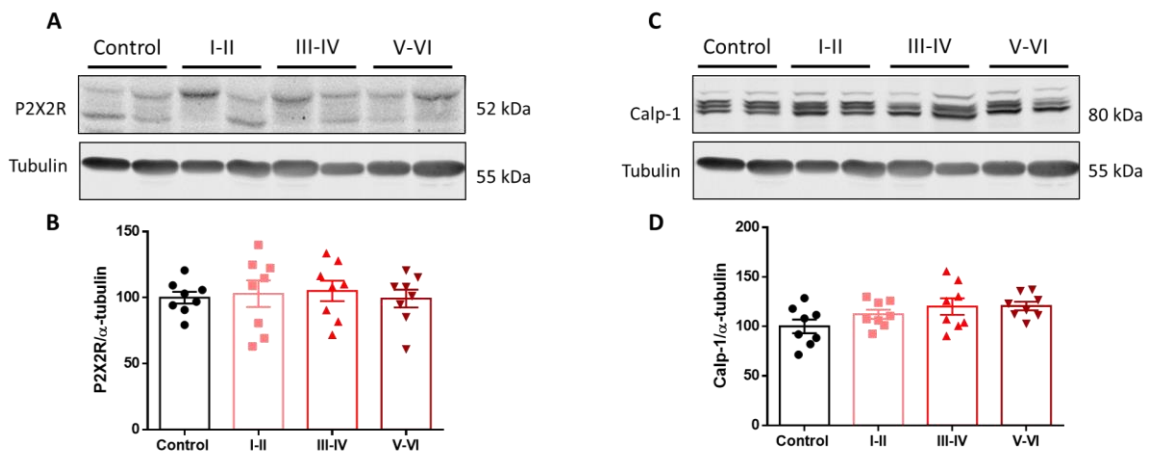 A
Control I-II III-IV V-VI
P2X2R 52 kDa
Tubulin 55 kDa
B
P2X2R/α-tubulin
150
100
50
0
Control I-II III-IV V-VI
C
Control I-II III-IV V-VI
Calp-1 80 kDa
Tubulin 55 kDa
D
Calp-1/α-tubulin
200
150
100
50
0
Control I-II III-IV V-VI